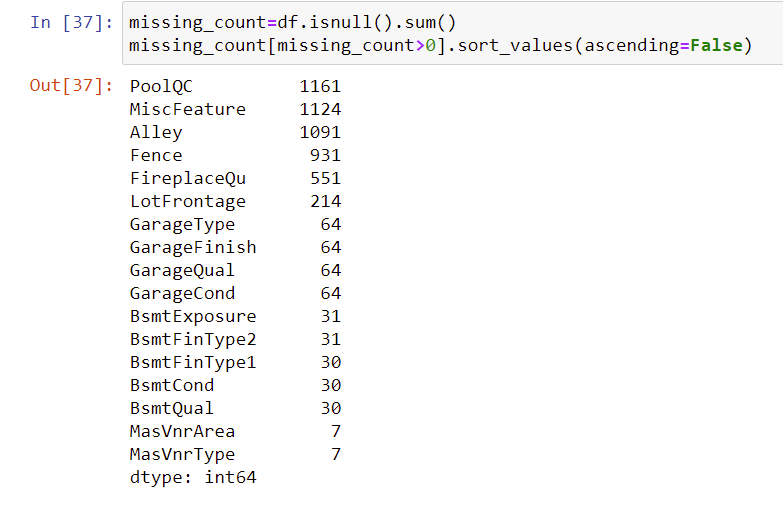 In [37]: missing_count=df.isnull().sum()
missing_count[missing_count>0].sort_values(ascending=False)
Out[37]: PoolQC 1161
MiscFeature 1124
Alley 1091
Fence 931
FireplaceQu 551
LotFrontage 214
GarageType 64
GarageFinish 64
GarageQual 64
GarageCond 64
BsmtExposure 31
BsmtFinType2 31
BsmtFinType1 30
BsmtCond 30
BsmtQual 30
MasVnrArea 7
MasVnrType 7
dtype: int64